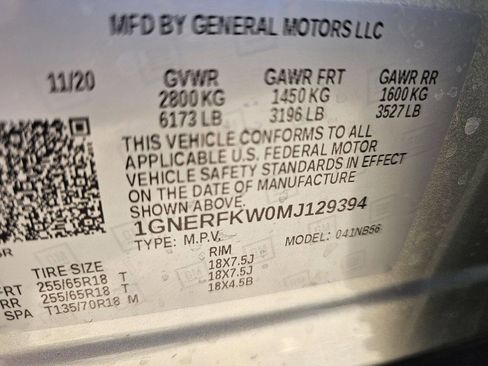 MFD BY GENERAL MOTORS LLC
11/20 GVWR GAWR FRT GAWR RR
2800 KG 1450 KG 1600 KG
6173 LB 3196 LB 3527 LB
THIS VEHICLE CONFORMS TO ALL
APPLICABLE U.S. FEDERAL MOTOR
VEHICLE SAFETY STANDARDS IN EFFECT
ON THE DATE OF MANUFACTURE
SHOWN ABOVE.
1GNERFKW0MJ129394
TYPE: M.P.V. MODEL: 041NB56
TIRE SIZE RIM
FRT 255/65R18 T 18X7.5J
RR 255/65R18 T 18X7.5J
SPA T135/70R18 M 18X4.5B